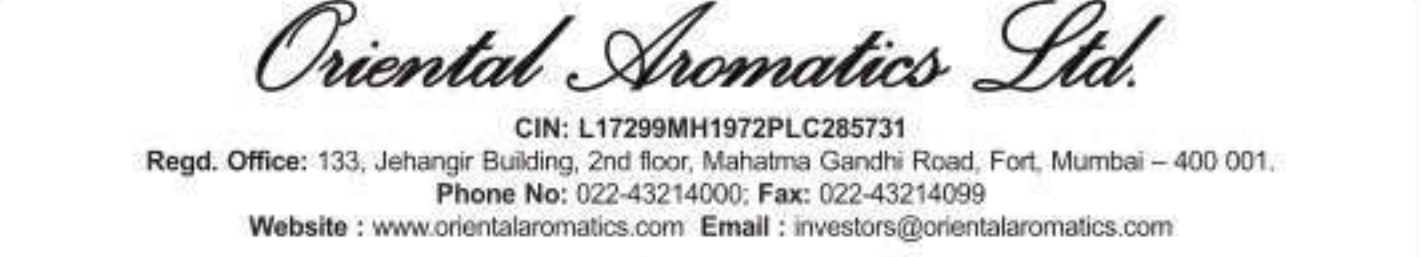 Oriental Aromatics Ltd.
CIN: L17299MH1972PLC285731
Regd. Office: 133, Jehangir Building, 2nd floor, Mahatma Gandhi Road, Fort, Mumbai – 400 001.
Phone No: 022-43214000; Fax: 022-43214099
Website : www.orientalaromatics.com Email : investors@orientalaromatics.com